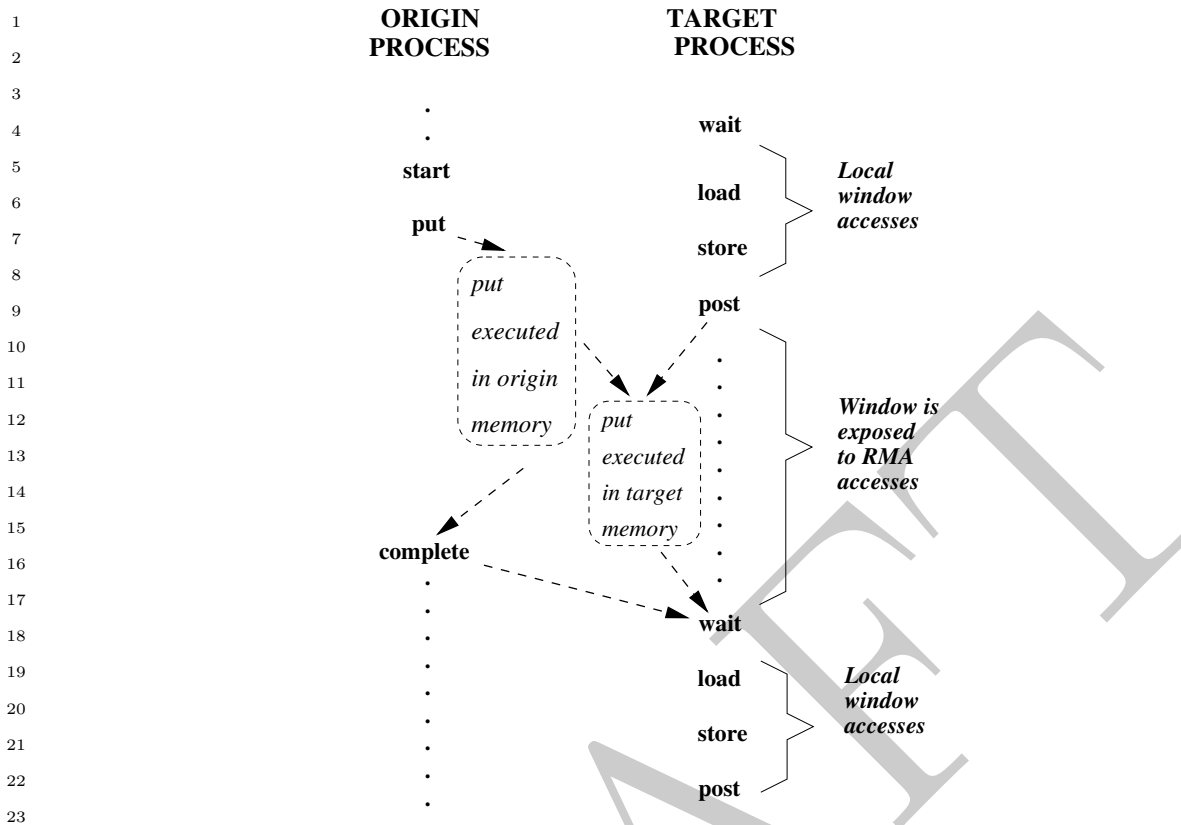 1
2
3
4
5
6
7
8
9
10
11
12
13
14
15
16
17
18
19
20
21
22
23
ORIGIN
PROCESS
TARGET
PROCESS
start
put
put
executed
in origin
memory
complete
wait
load
store
post
put
executed
in target
memory
wait
load
store
post
Local
window
accesses
Window is
exposed
to RMA
accesses
Local
window
accesses
AFT